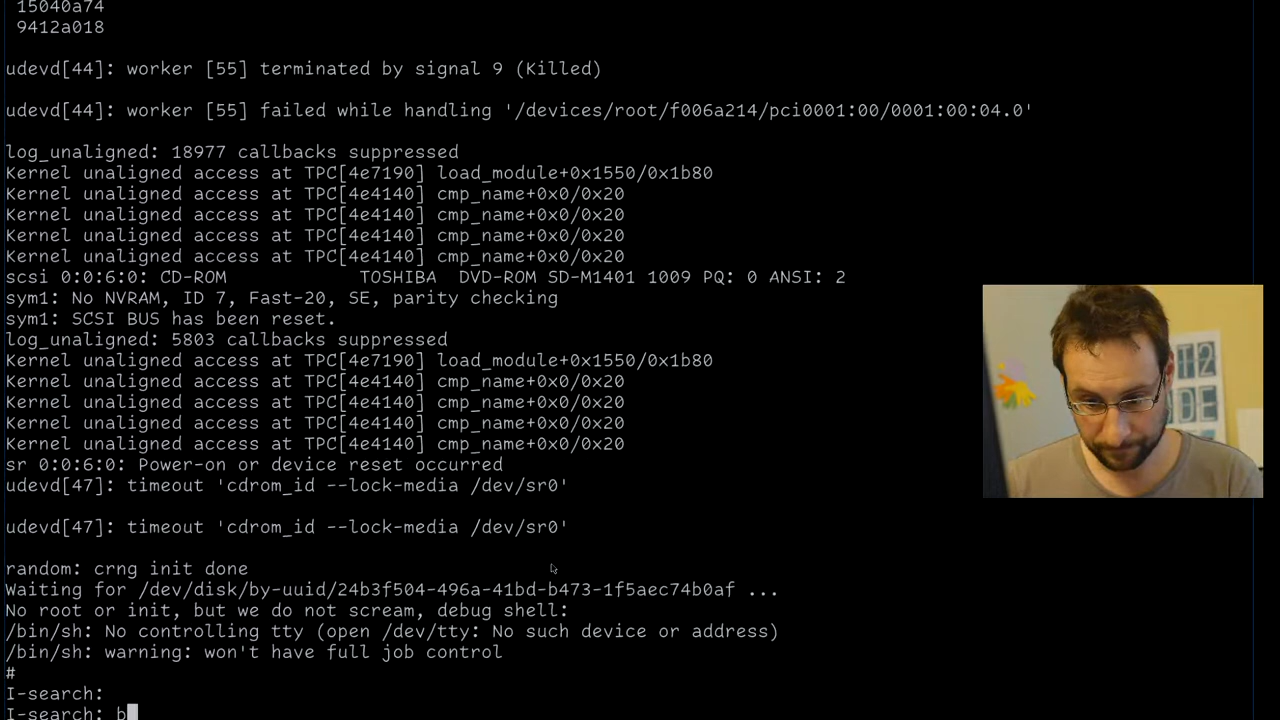 15040a74
9412a018
udevd[44]: worker [55] terminated by signal 9 (Killed)
udevd[44]: worker [55] failed while handling '/devices/root/f006a214/pci0001:00/0001:00:04.0'
log_unaligned: 18977 callbacks suppressed
Kernel unaligned access at TPC[4e7190] load_module+0x1550/0x1b80
Kernel unaligned access at TPC[4e4140] cmp_name+0x0/0x20
Kernel unaligned access at TPC[4e4140] cmp_name+0x0/0x20
Kernel unaligned access at TPC[4e4140] cmp_name+0x0/0x20
Kernel unaligned access at TPC[4e4140] cmp_name+0x0/0x20
scsi 0:0:6:0: CD-ROM            TOSHIBA  DVD-ROM SD-M1401 1009 PQ: 0 ANSI: 2
sym1: No NVRAM, ID 7, Fast-20, SE, parity checking
sym1: SCSI BUS has been reset.
log_unaligned: 5803 callbacks suppressed
Kernel unaligned access at TPC[4e7190] load_module+0x1550/0x1b80
Kernel unaligned access at TPC[4e4140] cmp_name+0x0/0x20
Kernel unaligned access at TPC[4e4140] cmp_name+0x0/0x20
Kernel unaligned access at TPC[4e4140] cmp_name+0x0/0x20
Kernel unaligned access at TPC[4e4140] cmp_name+0x0/0x20
sr 0:0:6:0: Power-on or device reset occurred
udevd[47]: timeout 'cdrom_id --lock-media /dev/sr0'
udevd[47]: timeout 'cdrom_id --lock-media /dev/sr0'
random: crng init done
Waiting for /dev/disk/by-uuid/24b3f504-496a-41bd-b473-1f5aec74b0af ...
No root or init, but we do not scream, debug shell:
/bin/sh: No controlling tty (open /dev/tty: No such device or address)
/bin/sh: warning: won't have full job control
#
I-search:
I-search: b